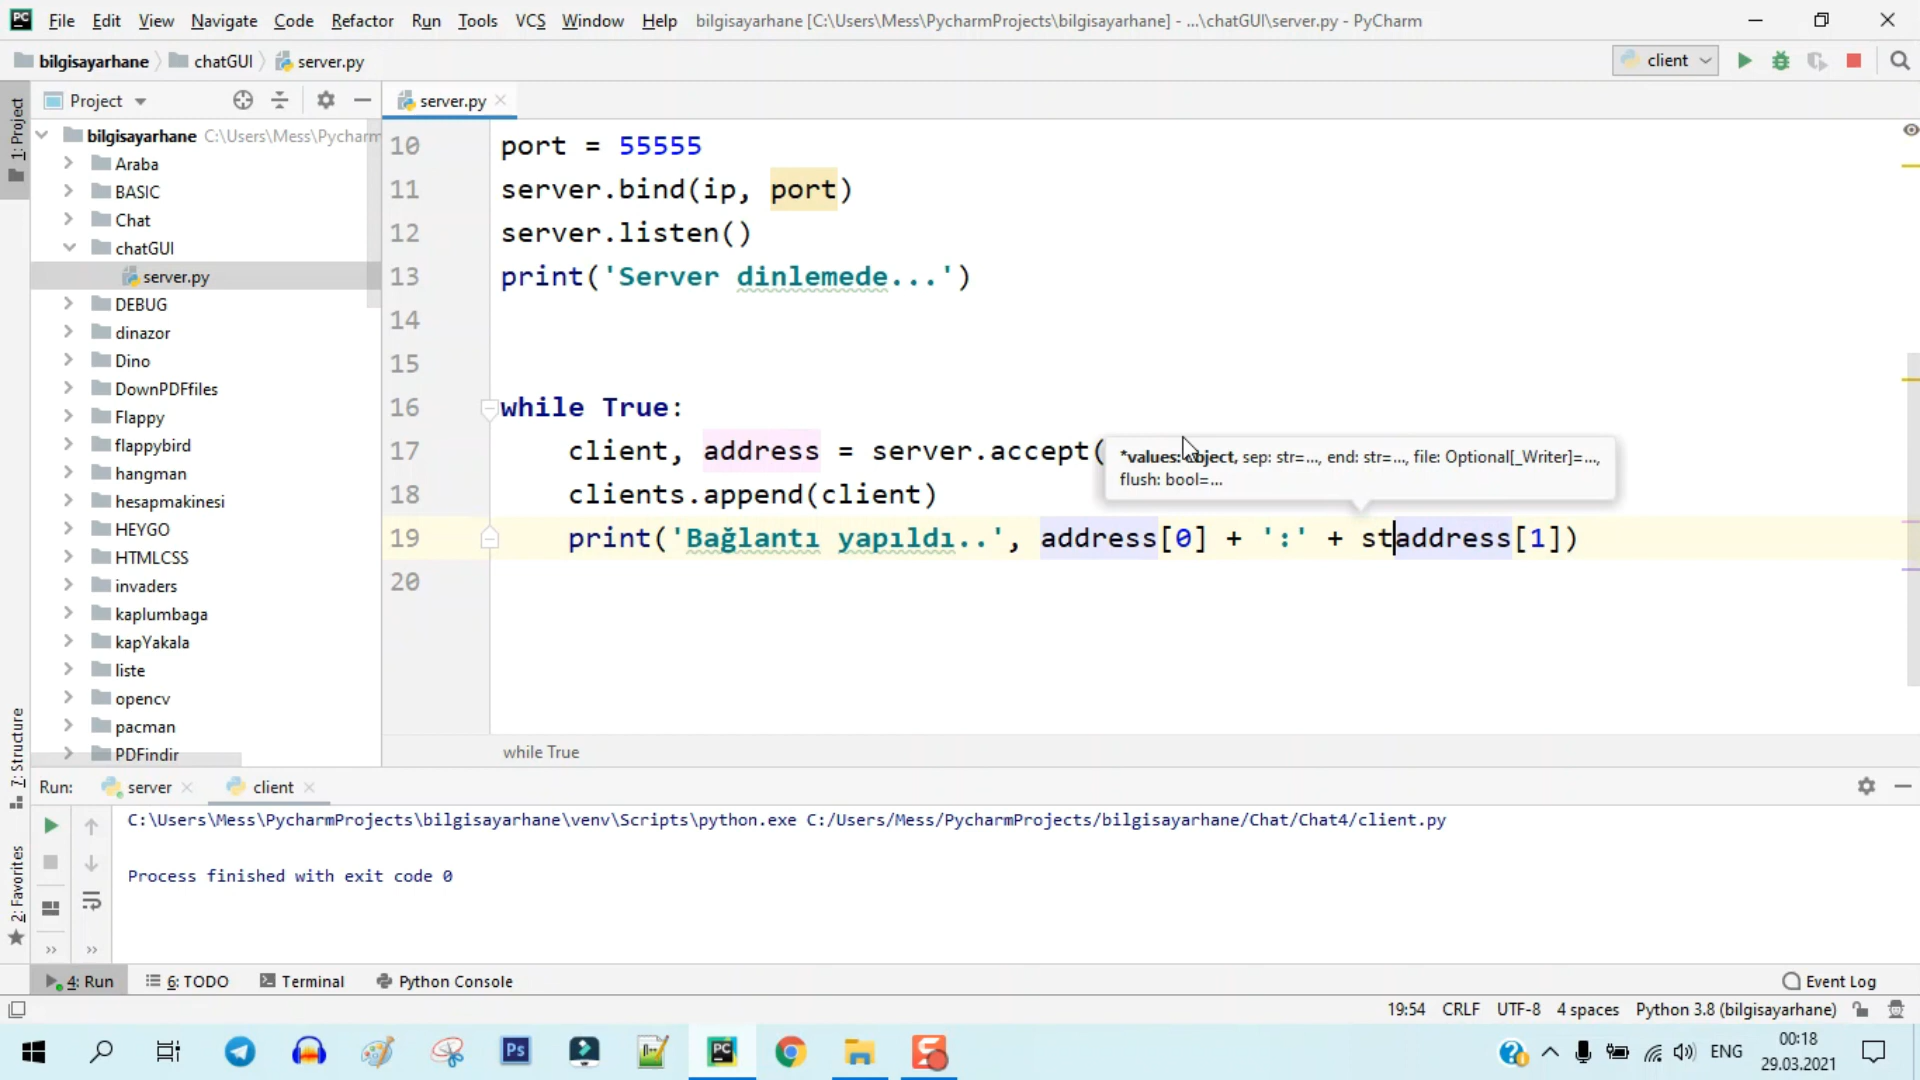 File Edit View Navigate Code Refactor Run Tools VCS Window Help bilgisayarhane [C:\Users\Mess\PycharmProjects\bilgisayarhane] - ...\chatGUI\server.py - PyCharm
bilgisayarhane chatGUI server.py client
Project
server.py
1: Project
bilgisayarhane C:\Users\Mess\Pycharm
Araba
BASIC
Chat
chatGUI
server.py
DEBUG
dinazor
Dino
DownPDFfiles
Flappy
flappybird
hangman
hesapmakinesi
HEYGO
HTMLCSS
invaders
kaplumbaga
kapYakala
liste
opencv
pacman
PDFindir
10 port = 55555
11 server.bind(ip, port)
12 server.listen()
13 print('Server dinlemede...')
14
15
16 while True:
17 client, address = server.accept(
*values: object, sep: str=..., end: str=..., file: Optional[_Writer]=...,
flush: bool=...
18 clients.append(client)
19 print('Bağlantı yapıldı..', address[0] + ':' + staddress[1])
20
while True
7: Structure
2: Favorites
Run: server client
C:\Users\Mess\PycharmProjects\bilgisayarhane\venv\Scripts\python.exe C:/Users/Mess/PycharmProjects/bilgisayarhane/Chat/Chat4/client.py
Process finished with exit code 0
4: Run 6: TODO Terminal Python Console Event Log
19:54 CRLF UTF-8 4 spaces Python 3.8 (bilgisayarhane)
Ps
PC
ENG
00:18
29.03.2021